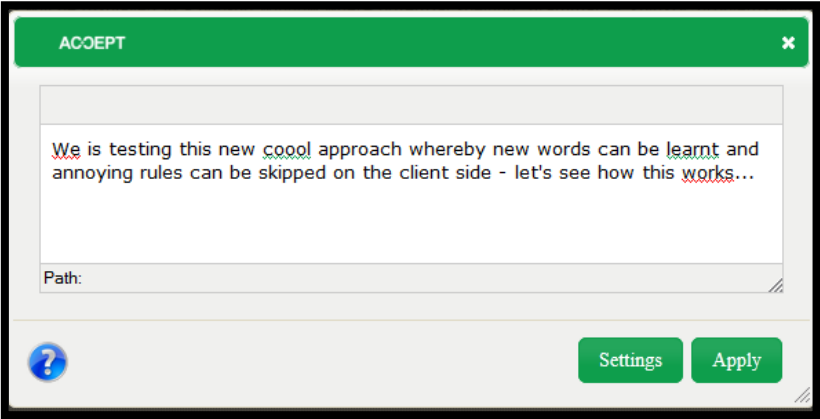 ACCEPT
We is testing this new coool approach whereby new words can be learnt and
annoying rules can be skipped on the client side - let's see how this works...
Path:
?
Settings Apply